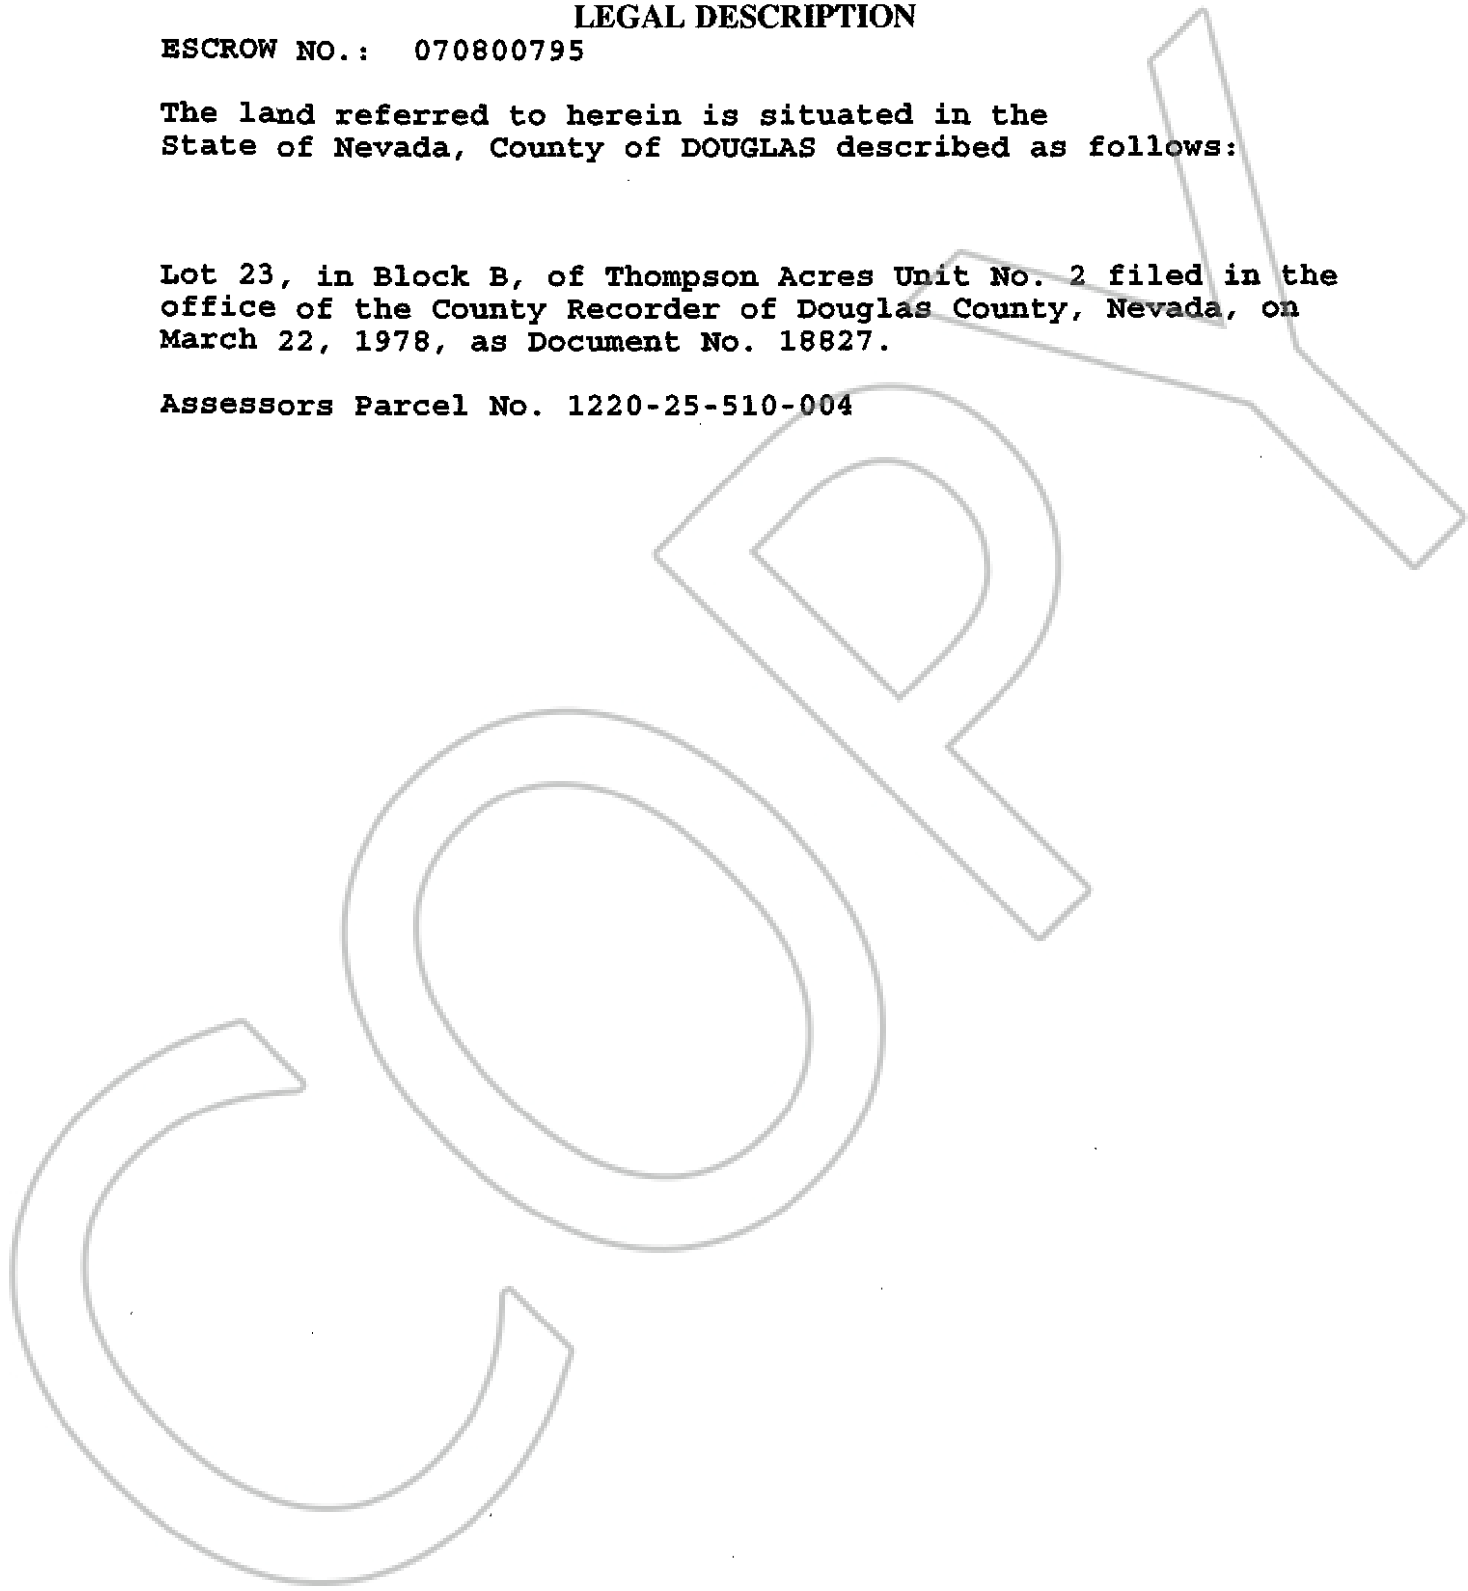 LEGAL DESCRIPTION
ESCROW NO.: 070800795
The land referred to herein is situated in the
State of Nevada, County of DOUGLAS described as follows:
Lot 23, in Block B, of Thompson Acres Unit No. 2 filed in the
office of the County Recorder of Douglas County, Nevada, on
March 22, 1978, as Document No. 18827.
Assessors Parcel No. 1220-25-510-004
COPY